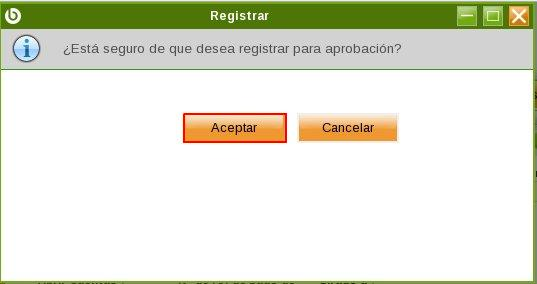 Registrar
¿Está seguro de que desea registrar para aprobación?
Aceptar
Cancelar